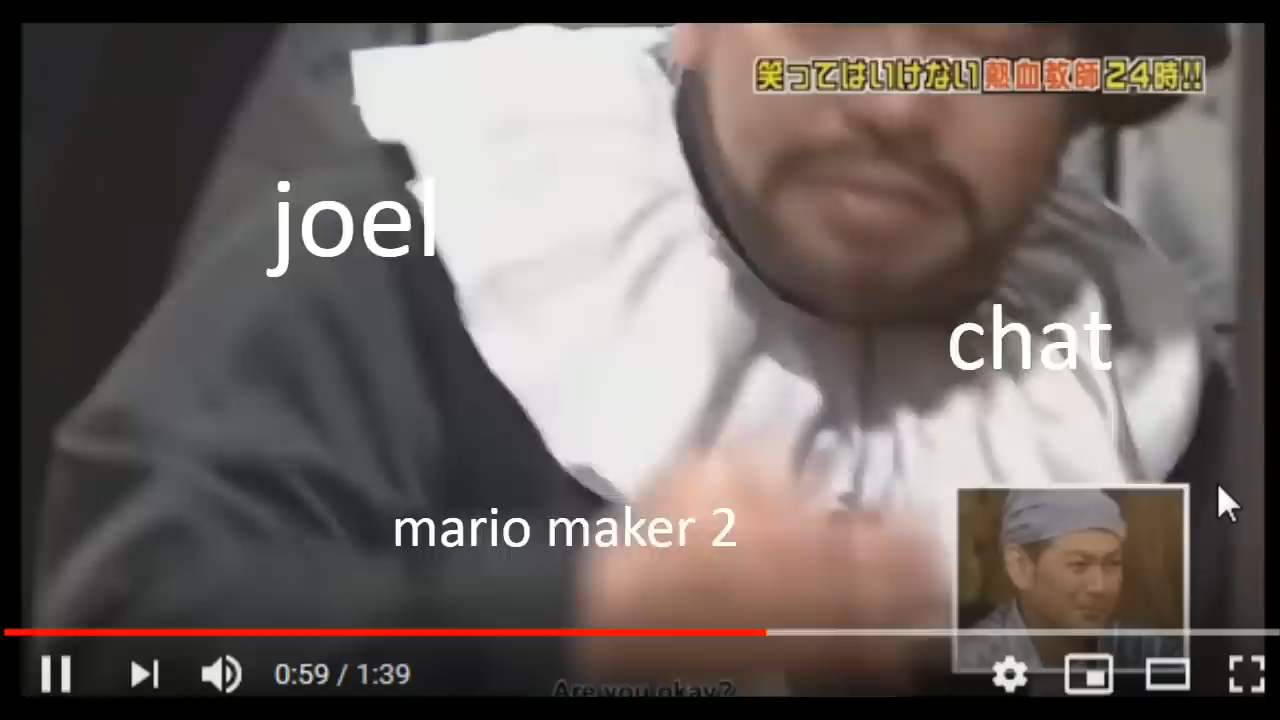 笑ってはいけない熱血教師24時!!
joel
chat
mario maker 2
0:59 / 1:39
Are you okay?